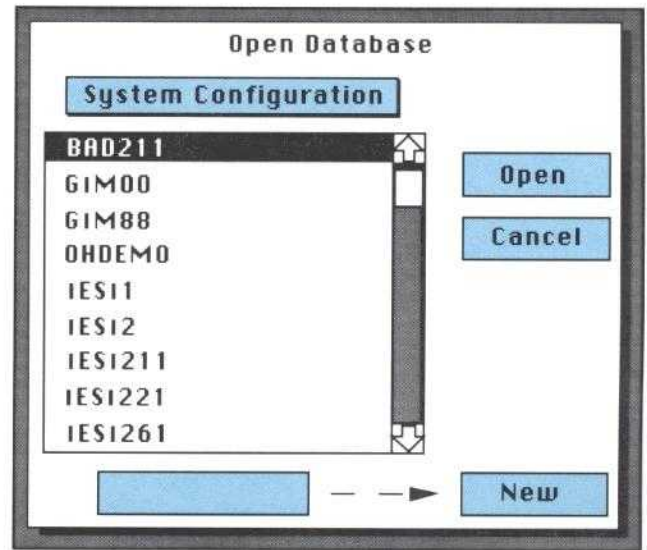 Open Database
System Configuration
BAD211
GIM00
GIM88
OHDEMO
IESI1
IESI2
IESI211
IESI221
IESI261
Open
Cancel
New